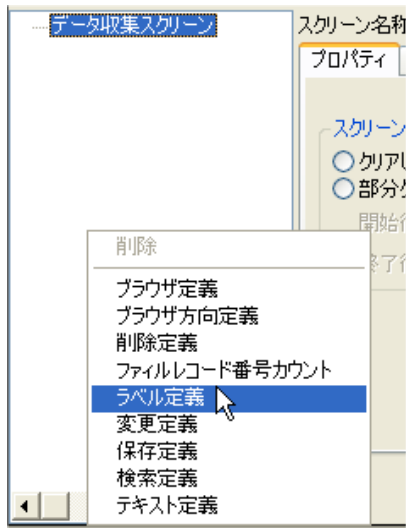 データ収集スクリーン
スクリーン名称
プロパティ
スクリーン
クリア
部分
開始
終了
削除
ブラウザ定義
ブラウザ方向定義
削除定義
ファイルレコード番号カウント
ラベル定義
変更定義
保存定義
検索定義
テキスト定義